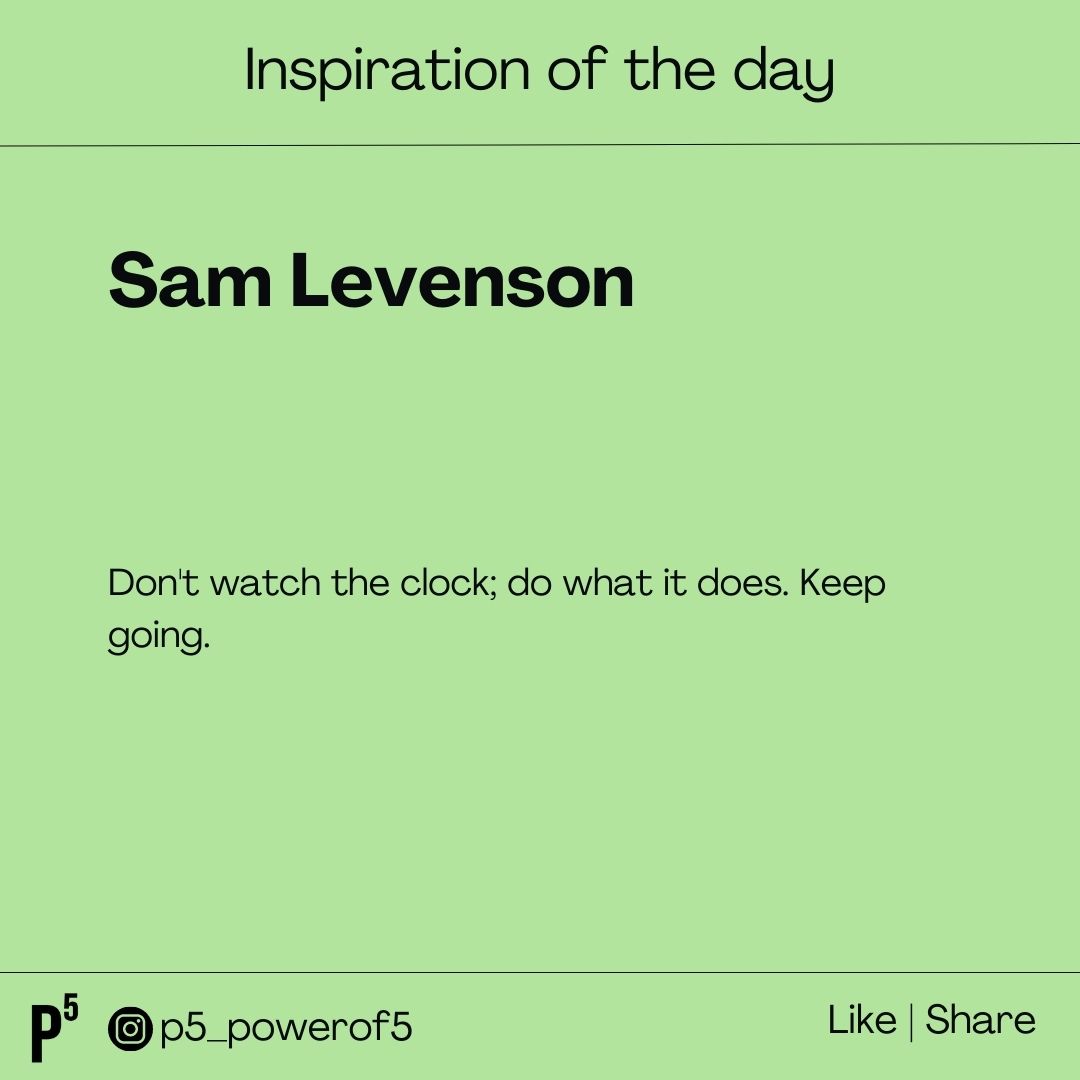 Inspiration of the day
Sam Levenson
Don't watch the clock; do what it does. Keep
going.
P5
p5_powerof5
Like | Share